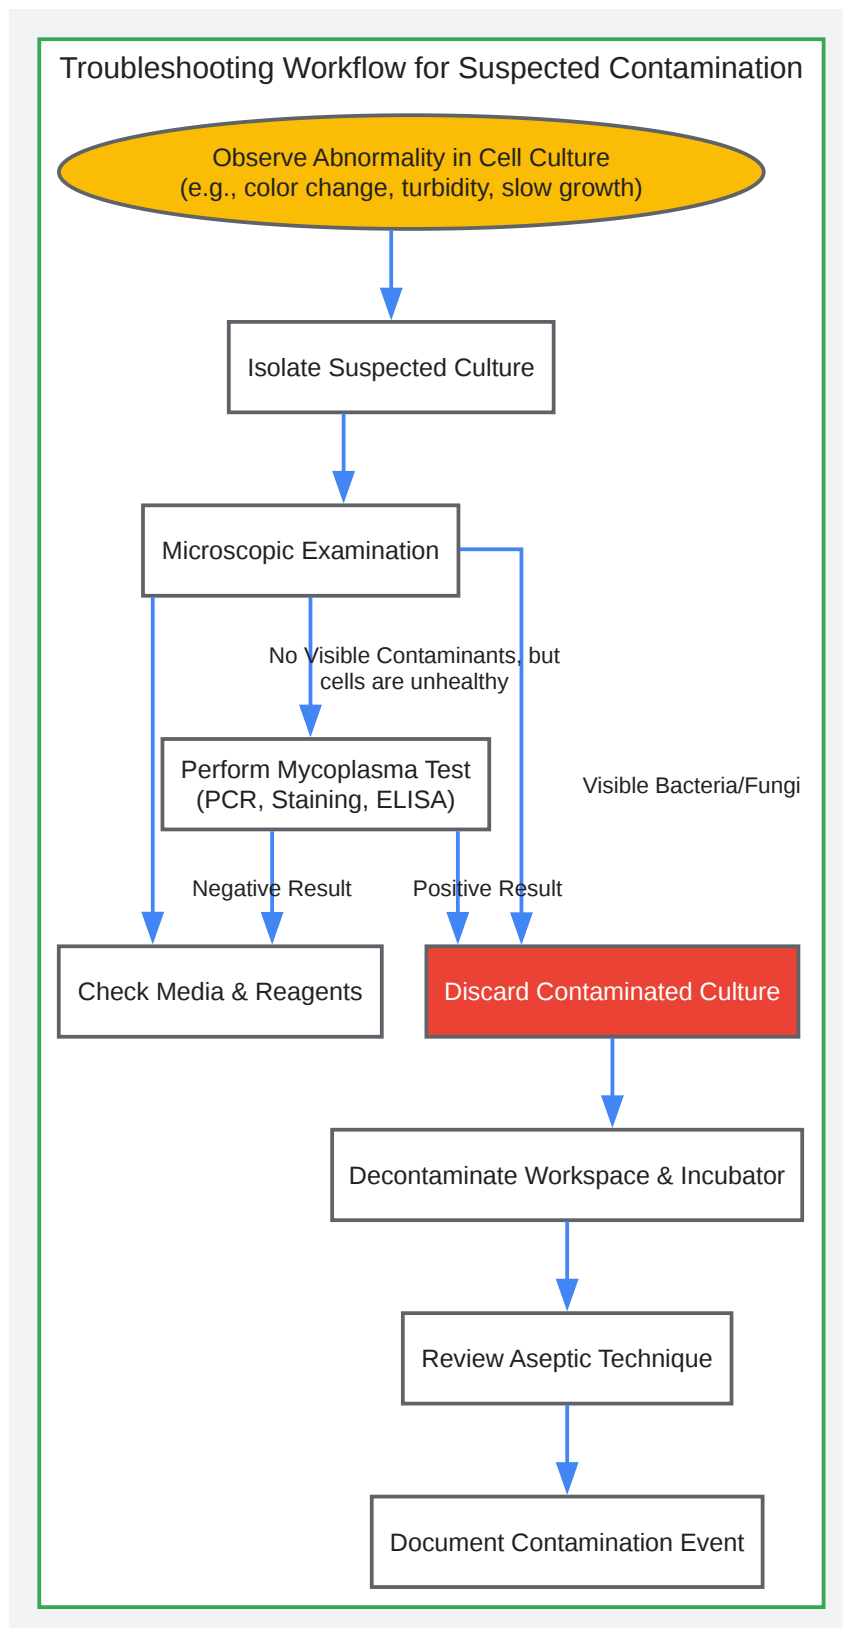 Troubleshooting Workflow for Suspected Contamination
Observe Abnormality in Cell Culture
(e.g., color change, turbidity, slow growth)
Isolate Suspected Culture
Microscopic Examination
No Visible Contaminants, but
cells are unhealthy
Perform Mycoplasma Test
(PCR, Staining, ELISA)
Visible Bacteria/Fungi
Negative Result
Positive Result
Check Media & Reagents
Discard Contaminated Culture
Decontaminate Workspace & Incubator
Review Aseptic Technique
Document Contamination Event